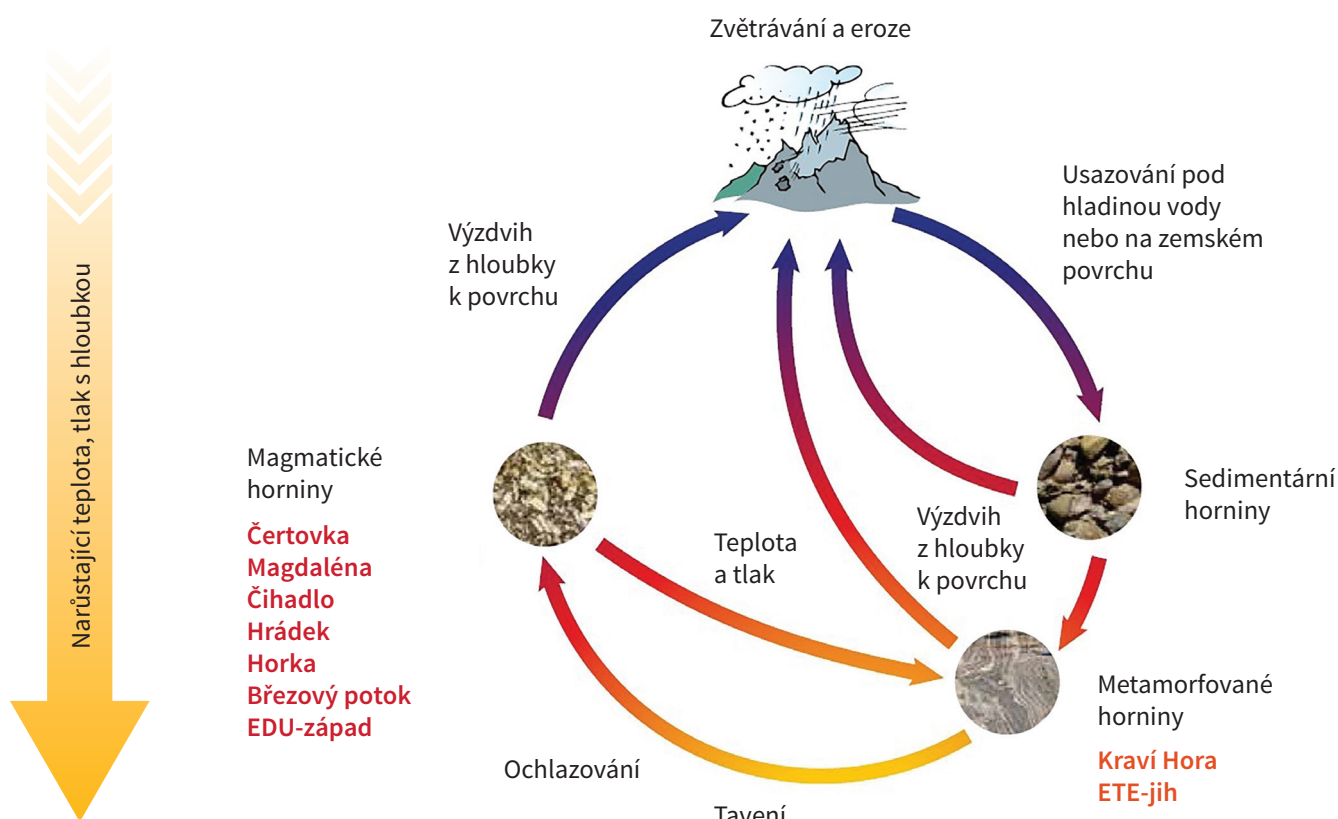 Zvětrávání a eroze
Usazování pod
hladinou vody
nebo na zemském
povrchu
Výzdvih
z hloubky
k povrchu
Narůstající teplota, tlak s hloubkou
Magmatické
horniny
Čertovka
Magdaléna
Čihadlo
Hrádek
Horka
Březový potok
EDU-západ
Sedimentární
horniny
Teplota
a tlak
Výzdvih
z hloubky
k povrchu
Metamorfované
horniny
Kraví Hora
ETE-jih
Ochlazování
Tavení